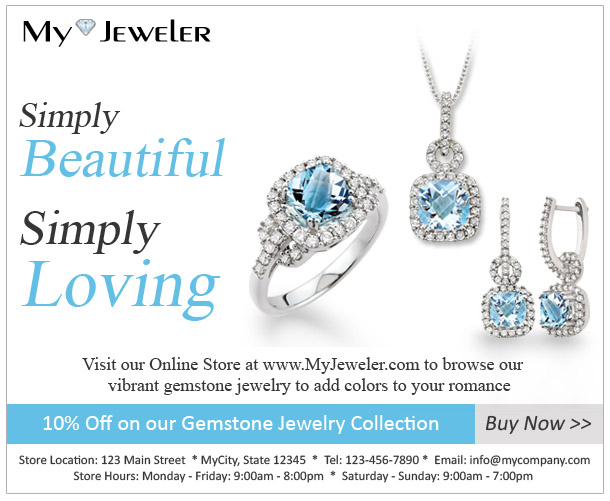 My Jeweler
Simply
Beautiful
Simply
Loving
Visit our Online Store at www.MyJeweler.com to browse our
vibrant gemstone jewelry to add colors to your romance
10% Off on our Gemstone Jewelry Collection
Buy Now >>
Store Location: 123 Main Street * MyCity, State 12345 * Tel: 123-456-7890 * Email: info@mycompany.com
Store Hours: Monday - Friday: 9:00am - 8:00pm * Saturday - Sunday: 9:00am - 7:00pm